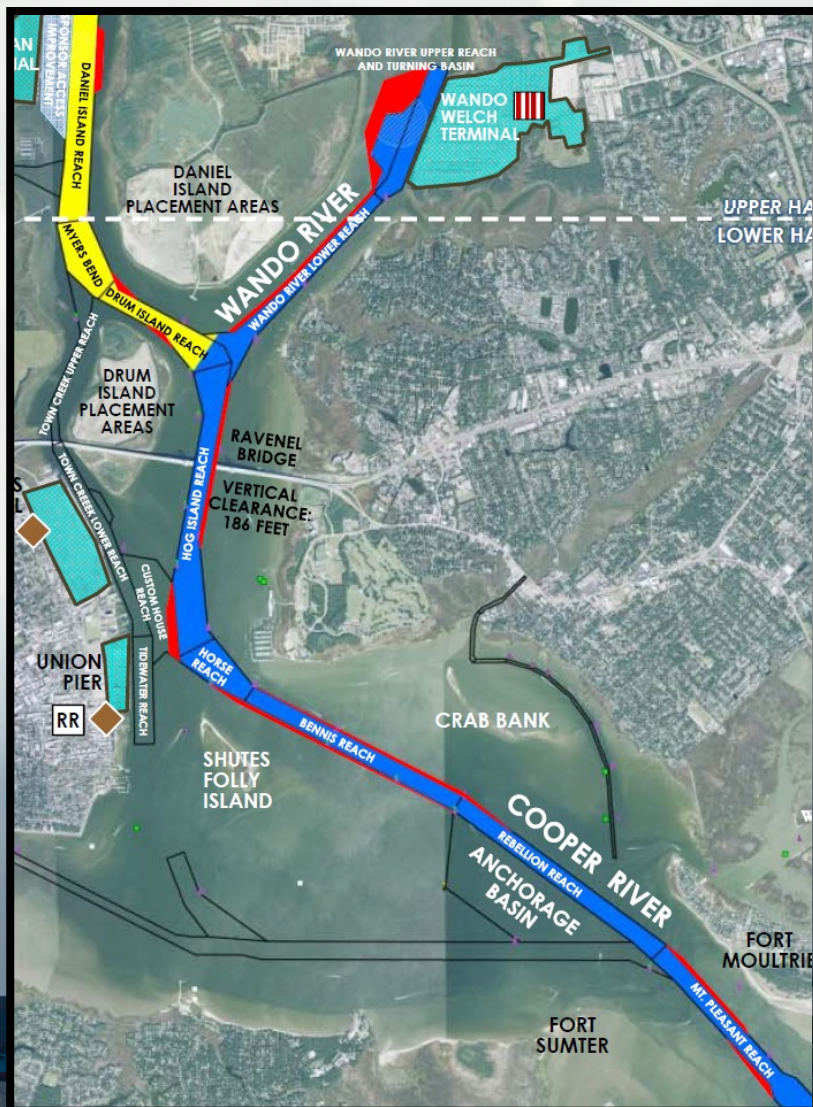 SPONSOR ACCESS
IMPROVEMENT
DANIEL ISLAND REACH
WANDO RIVER UPPER REACH
AND TURNING BASIN
WANDO
WELCH
TERMINAL
DANIEL
ISLAND
PLACEMENT AREAS
WANDO RIVER
WANDO RIVER LOWER REACH
UPPER HA
LOWER HA
MYERS BEND
DRUM ISLAND REACH
TOWN CREEK UPPER REACH
DRUM
ISLAND
PLACEMENT
AREAS
RAVENEL
BRIDGE
HOG ISLAND REACH
VERTICAL
CLEARANCE:
186 FEET
TOWN CREEEK LOWER REACH
CUSTOM HOUSE
REACH
UNION
PIER
TIDEWATER REACH
RR
HORSE
REACH
BENNIS REACH
CRAB BANK
SHUTES
FOLLY
ISLAND
COOPER RIVER
REBELLION REACH
ANCHORAGE
BASIN
FORT
MOULTRIE
MT. PLEASANT REACH
FORT
SUMTER